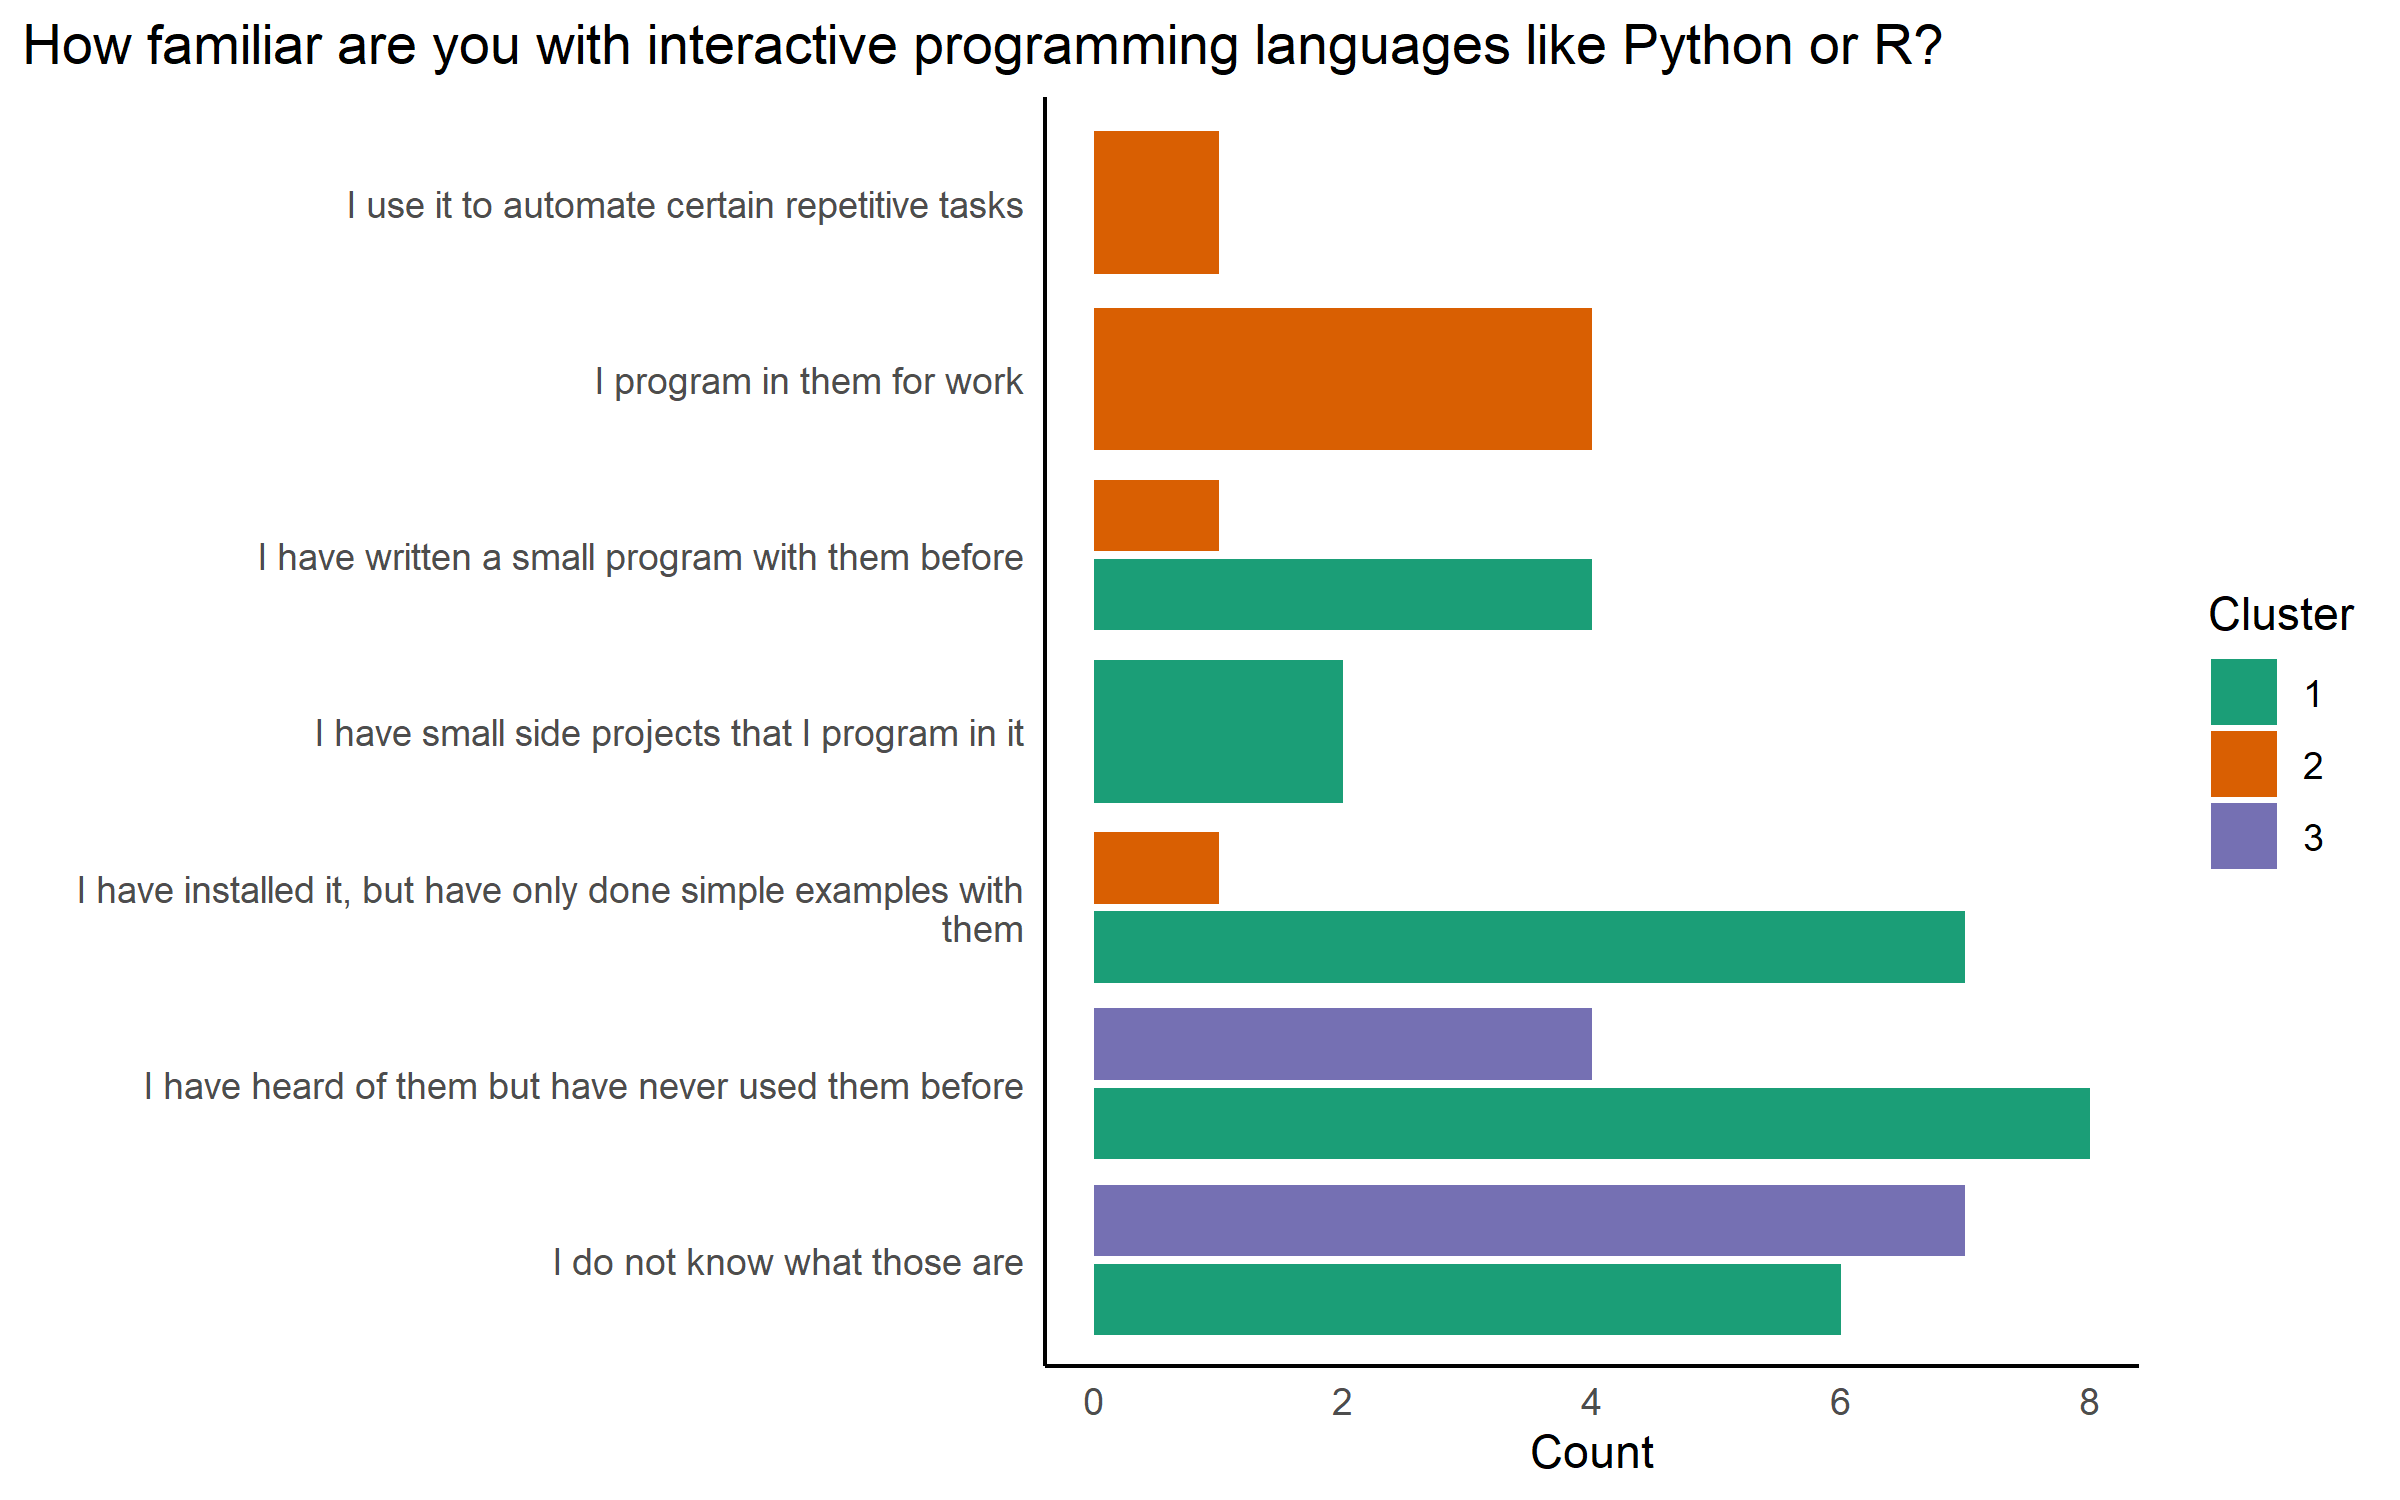 How familiar are you with interactive programming languages like Python or R?
I use it to automate certain repetitive tasks
I program in them for work
I have written a small program with them before
I have small side projects that I program in it
I have installed it, but have only done simple examples with
them
I have heard of them but have never used them before
I do not know what those are
0 2 4 6 8
Count
Cluster
1
2
3